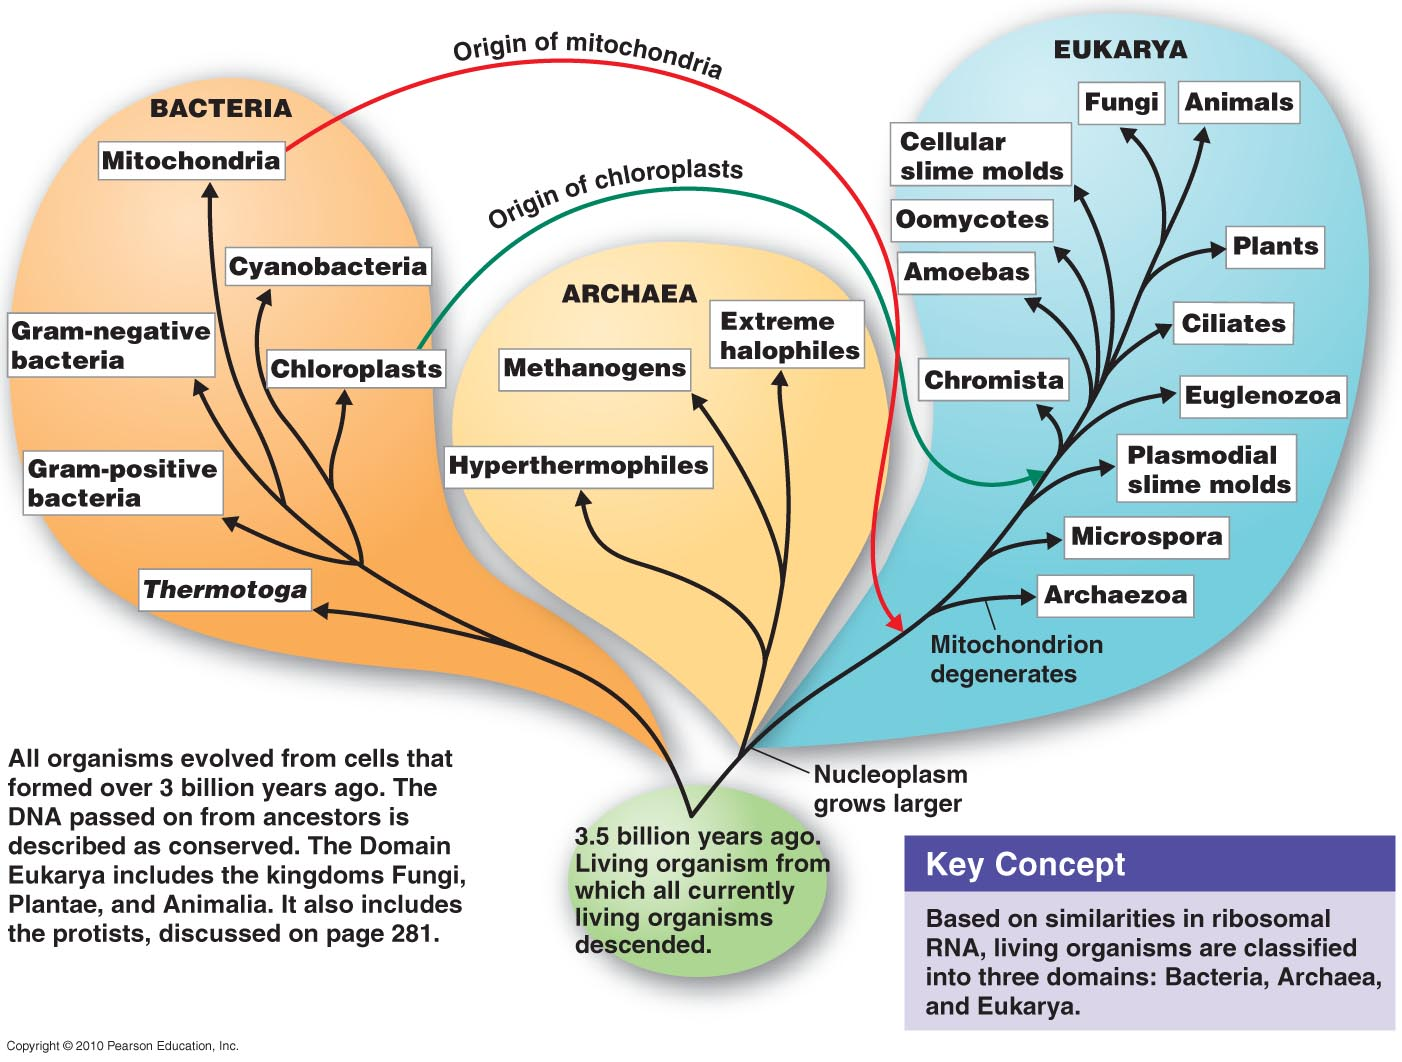 Origin of mitochondria
EUKARYA
BACTERIA
Fungi
Animals
Mitochondria
Cellular
slime molds
Origin of chloroplasts
Oomycotes
Plants
Cyanobacteria
Amoebas
ARCHAEA
Gram-negative
bacteria
Extreme
halophiles
Ciliates
Chloroplasts
Methanogens
Chromista
Euglenozoa
Gram-positive
bacteria
Hyperthermophiles
Plasmodial
slime molds
Microspora
Thermotoga
Archaezoa
Mitochondrion
degenerates
All organisms evolved from cells that
formed over 3 billion years ago. The
DNA passed on from ancestors is
described as conserved. The Domain
Eukarya includes the kingdoms Fungi,
Plantae, and Animalia. It also includes
the protists, discussed on page 281.
Nucleoplasm
grows larger
3.5 billion years ago.
Living organism from
which all currently
living organisms
descended.
Key Concept
Based on similarities in ribosomal
RNA, living organisms are classified
into three domains: Bacteria, Archaea,
and Eukarya.
Copyright © 2010 Pearson Education, Inc.